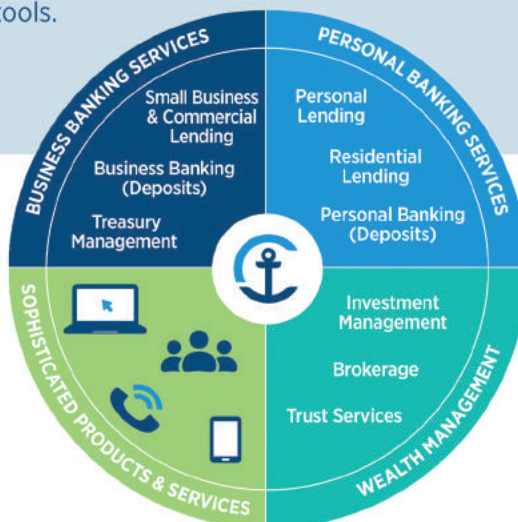 tools.
BUSINESS BANKING SERVICES
Small Business
& Commercial
Lending
Business Banking
(Deposits)
Treasury
Management
PERSONAL BANKING SERVICES
Personal
Lending
Residential
Lending
Personal Banking
(Deposits)
SOPHISTICATED PRODUCTS & SERVICES
Investment
Management
Brokerage
Trust Services
WEALTH MANAGEMENT